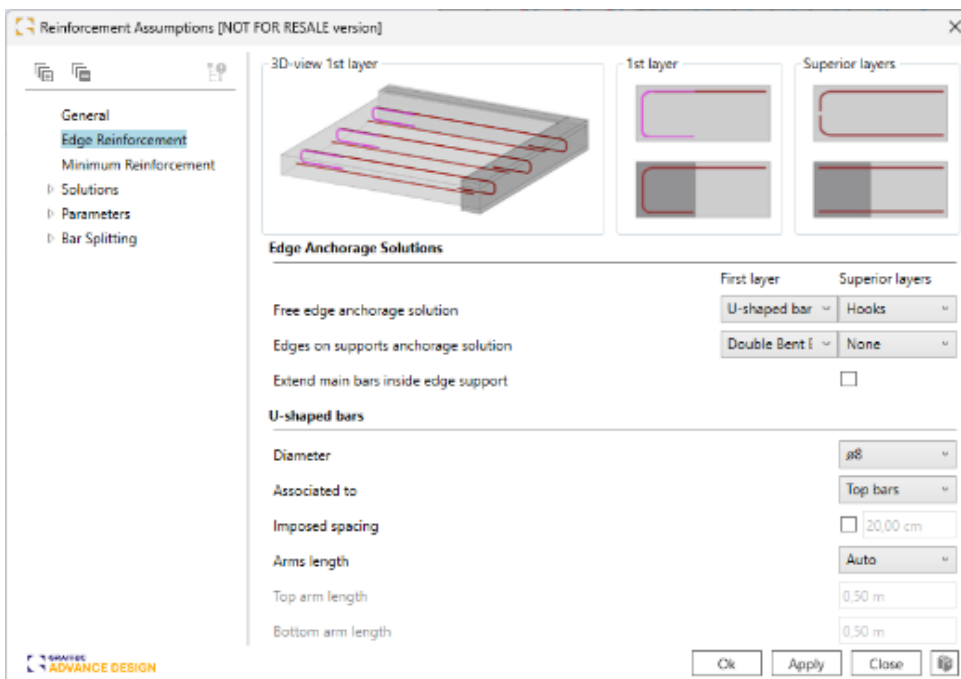 Reinforcement Assumptions [NOT FOR RESALE version]
General
Edge Reinforcement
Minimum Reinforcement
Solutions
Parameters
Bar Splitting
3D-view 1st layer
1st layer
Superior layers
Edge Anchorage Solutions
First layer Superior layers
Free edge anchorage solution U-shaped bar Hooks
Edges on supports anchorage solution Double Bent None
Extend main bars inside edge support
U-shaped bars
Diameter ø8
Associated to Top bars
Imposed spacing 20,00 cm
Arms length Auto
Top arm length 0,50 m
Bottom arm length 0,50 m
GRAITEC
ADVANCE DESIGN
Ok Apply Close